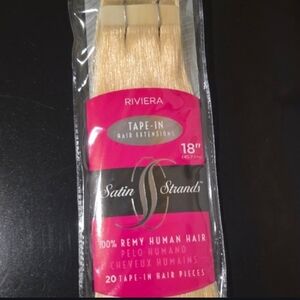 RIVIERA
TAPE-IN
HAIR EXTENSIONS
18"
Satin Strands
100% REMY HUMAN HAIR
PELO HUMANO
CHEVEUX HUMAINS
20 TAPE-IN HAIR PIECES